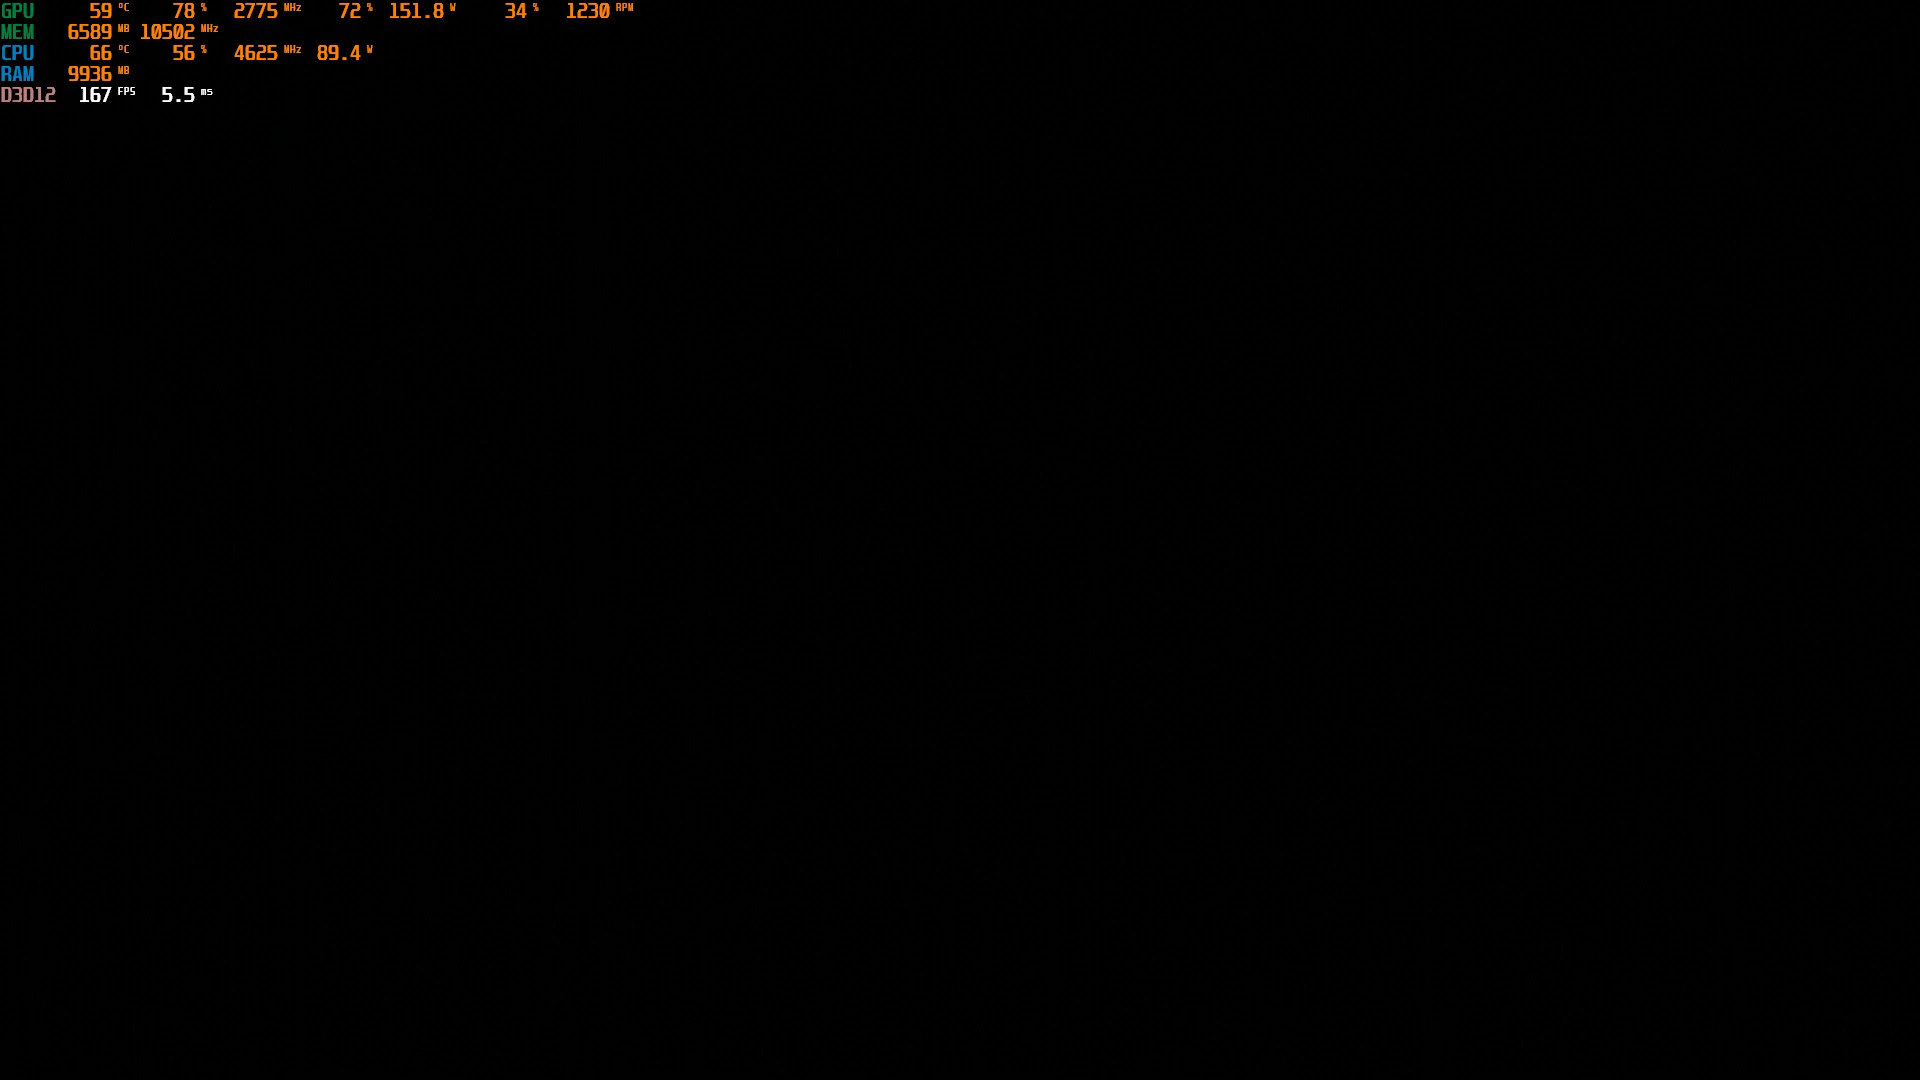 GPU 59 °C 78 % 2775 MHz 72 % 151.8 W 34 % 1230 RPM
MEM 6589 MB 10502 MHz
CPU 66 °C 56 % 4625 MHz 89.4 W
RAM 9936 MB
D3D12 167 FPS 5.5 ms